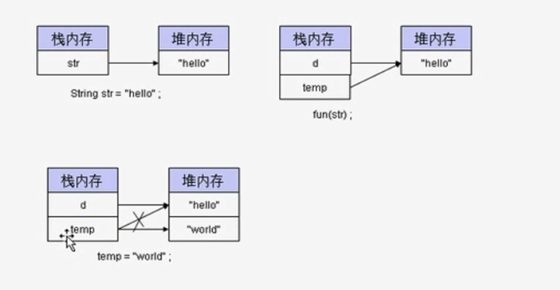 栈内存
堆内存
str
"hello"
String str = "hello" ;
栈内存
堆内存
d
"hello"
temp
fun(str) ;
栈内存
堆内存
d
"hello"
temp
"world"
temp = "world" ;